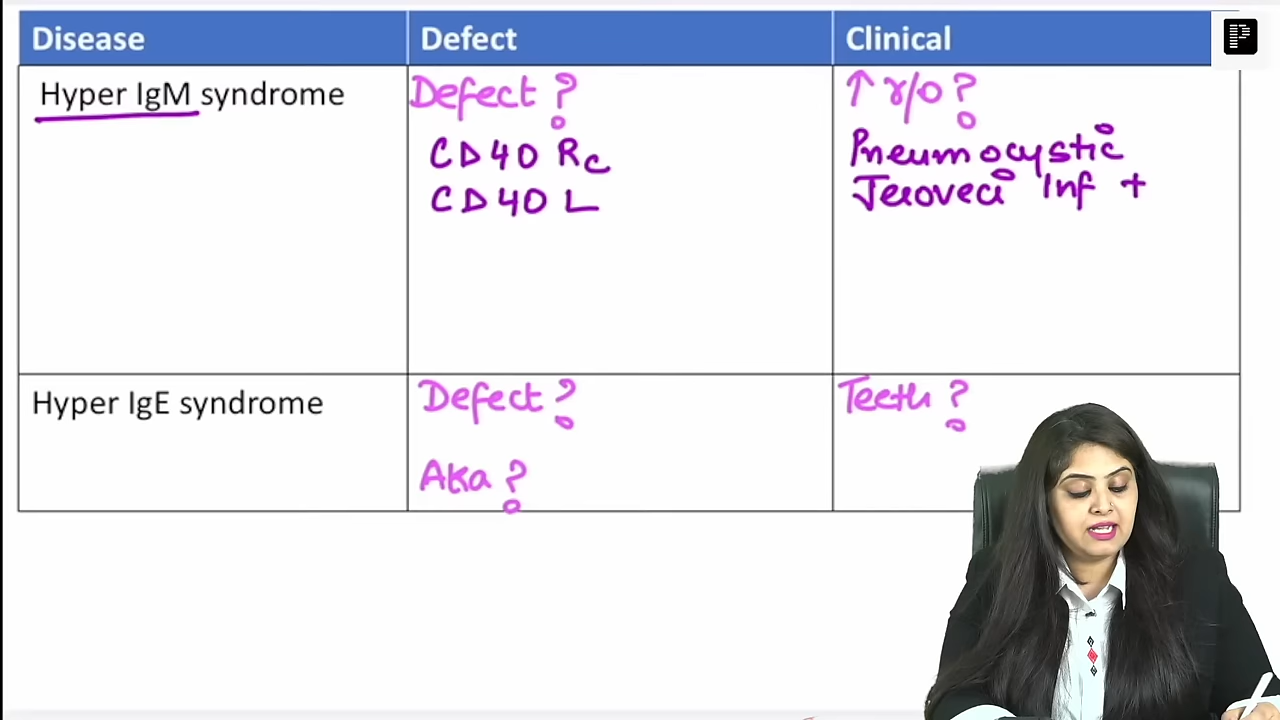 Disease Defect Clinical
Hyper IgM syndrome
Defect ?
CD40 Rc
CD40 L
↑ r/o ?
Pneumocystic
Jeroveci Inf +
Hyper IgE syndrome
Defect ?
Aka ?
Teeth ?
P